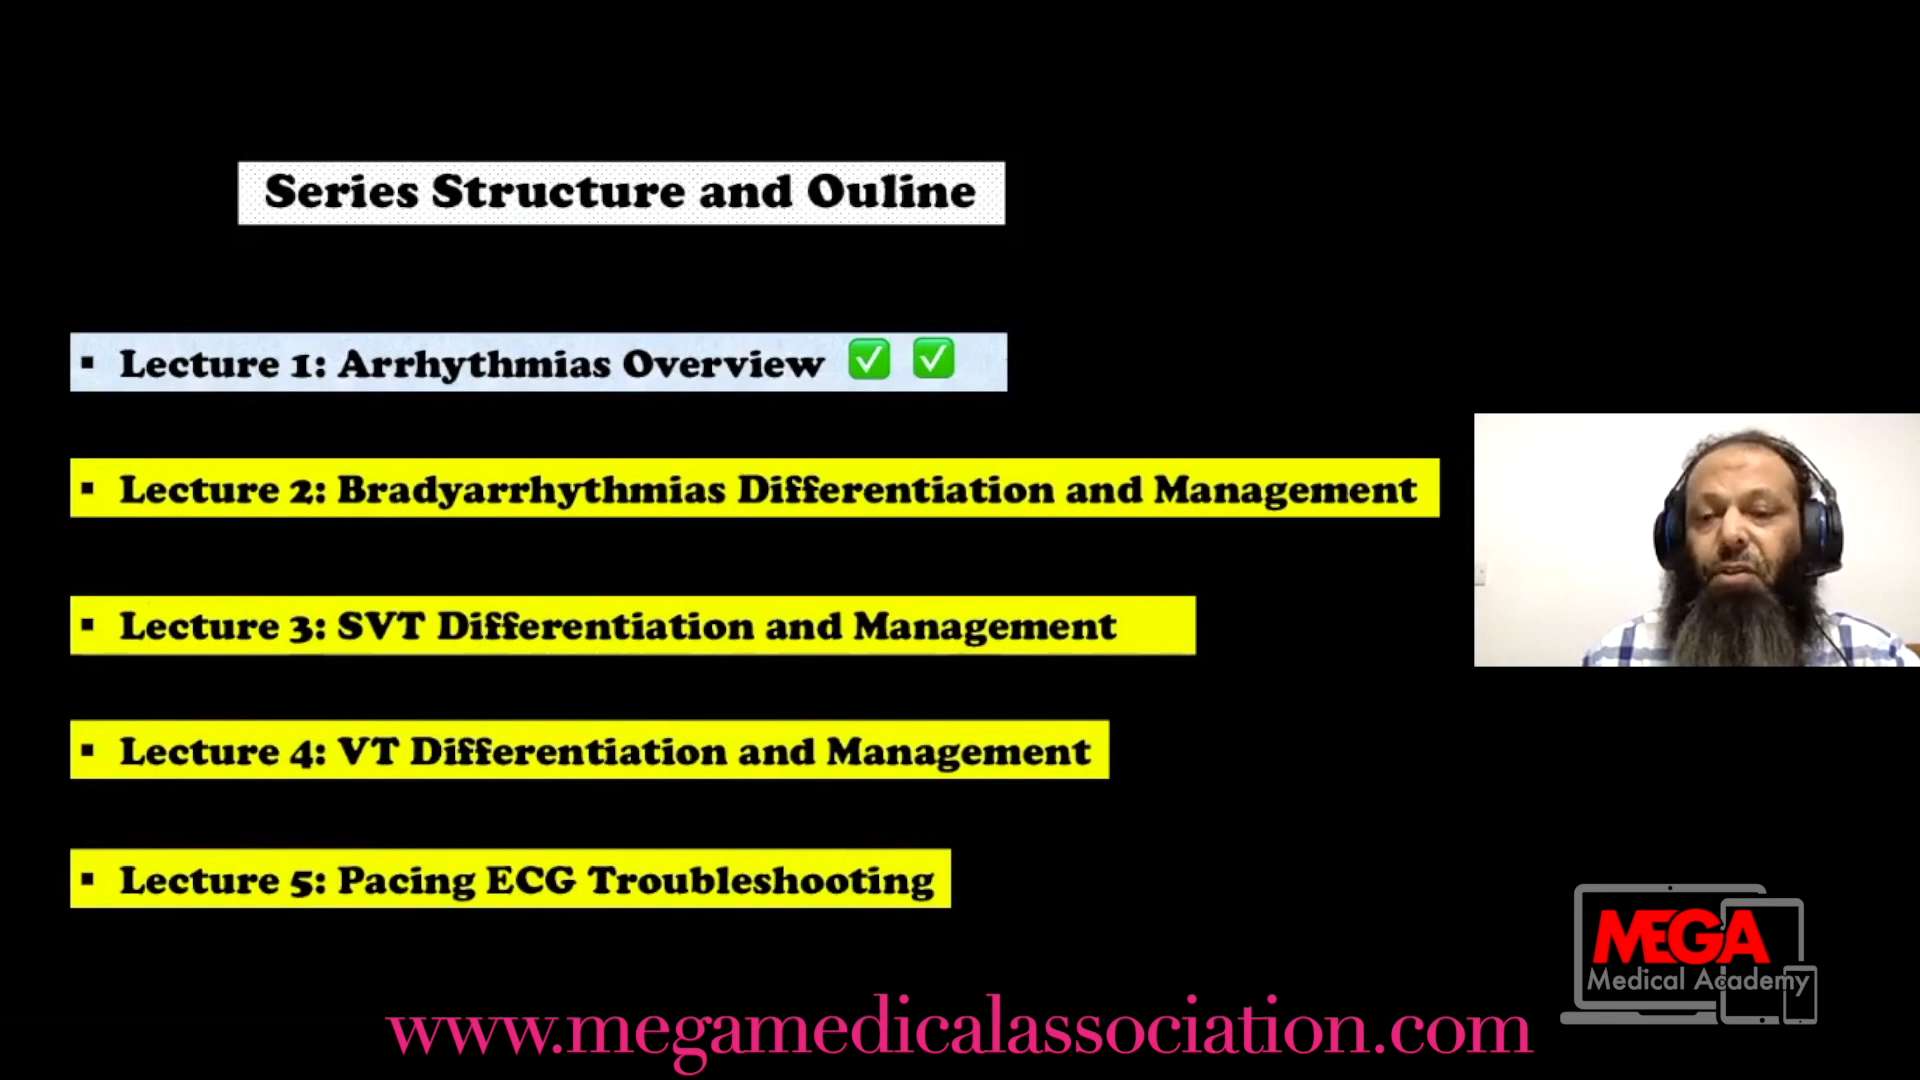 Series Structure and Ouline
▪ Lecture 1: Arrhythmias Overview ✅ ✅
▪ Lecture 2: Bradyarrhythmias Differentiation and Management
▪ Lecture 3: SVT Differentiation and Management
▪ Lecture 4: VT Differentiation and Management
▪ Lecture 5: Pacing ECG Troubleshooting
MEGA
Medical Academy
www.megamedicalassociation.com